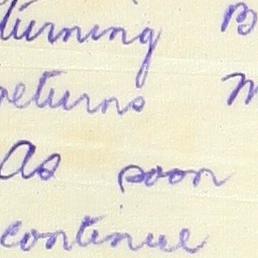 turning B
returns M
As soon
continue